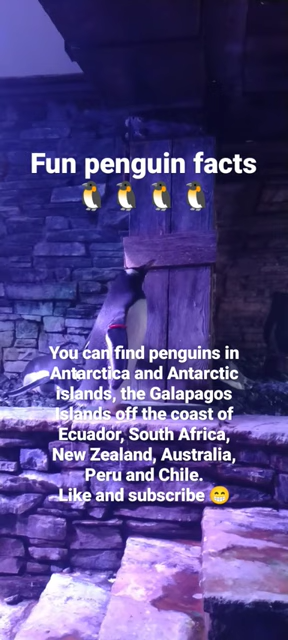 Fun penguin facts
🐧 🐧 🐧 🐧
You can find penguins in
Antarctica and Antarctic
islands, the Galapagos
Islands off the coast of
Ecuador, South Africa,
New Zealand, Australia,
Peru and Chile.
Like and subscribe 😁